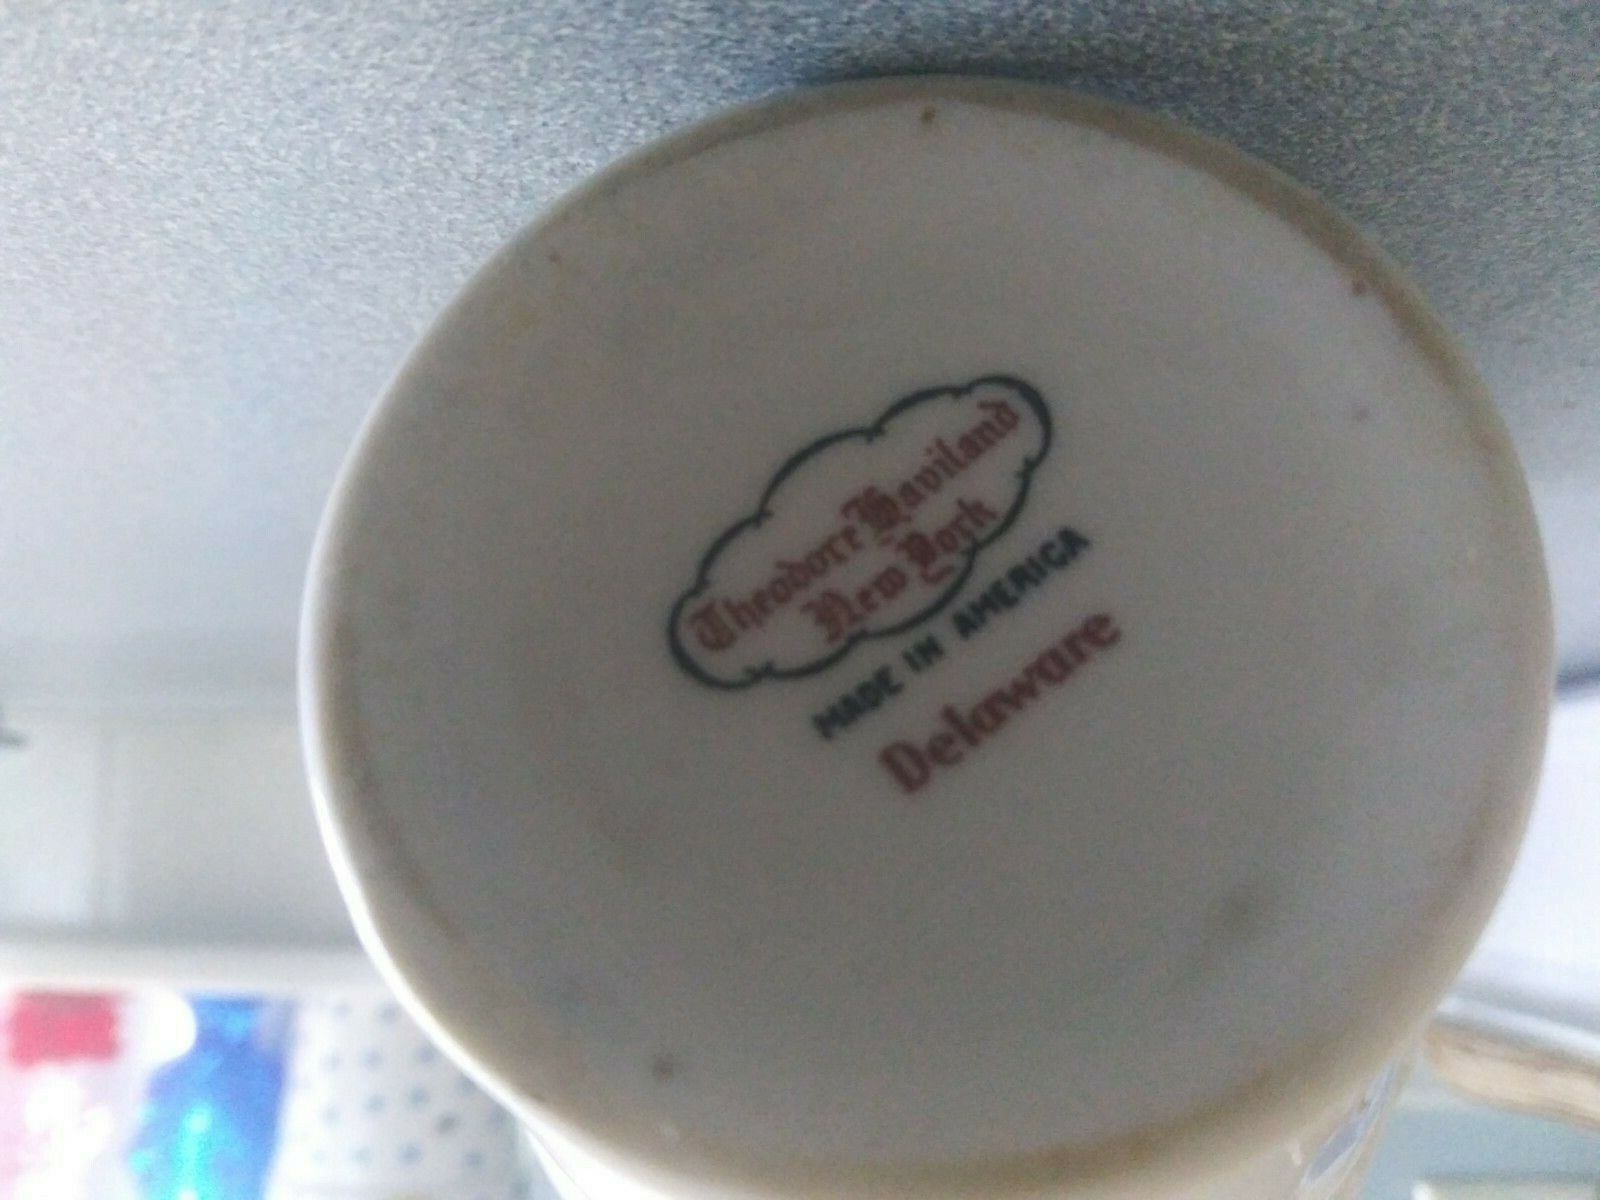 Theodore Haviland
New York
MADE IN AMERICA
Delaware